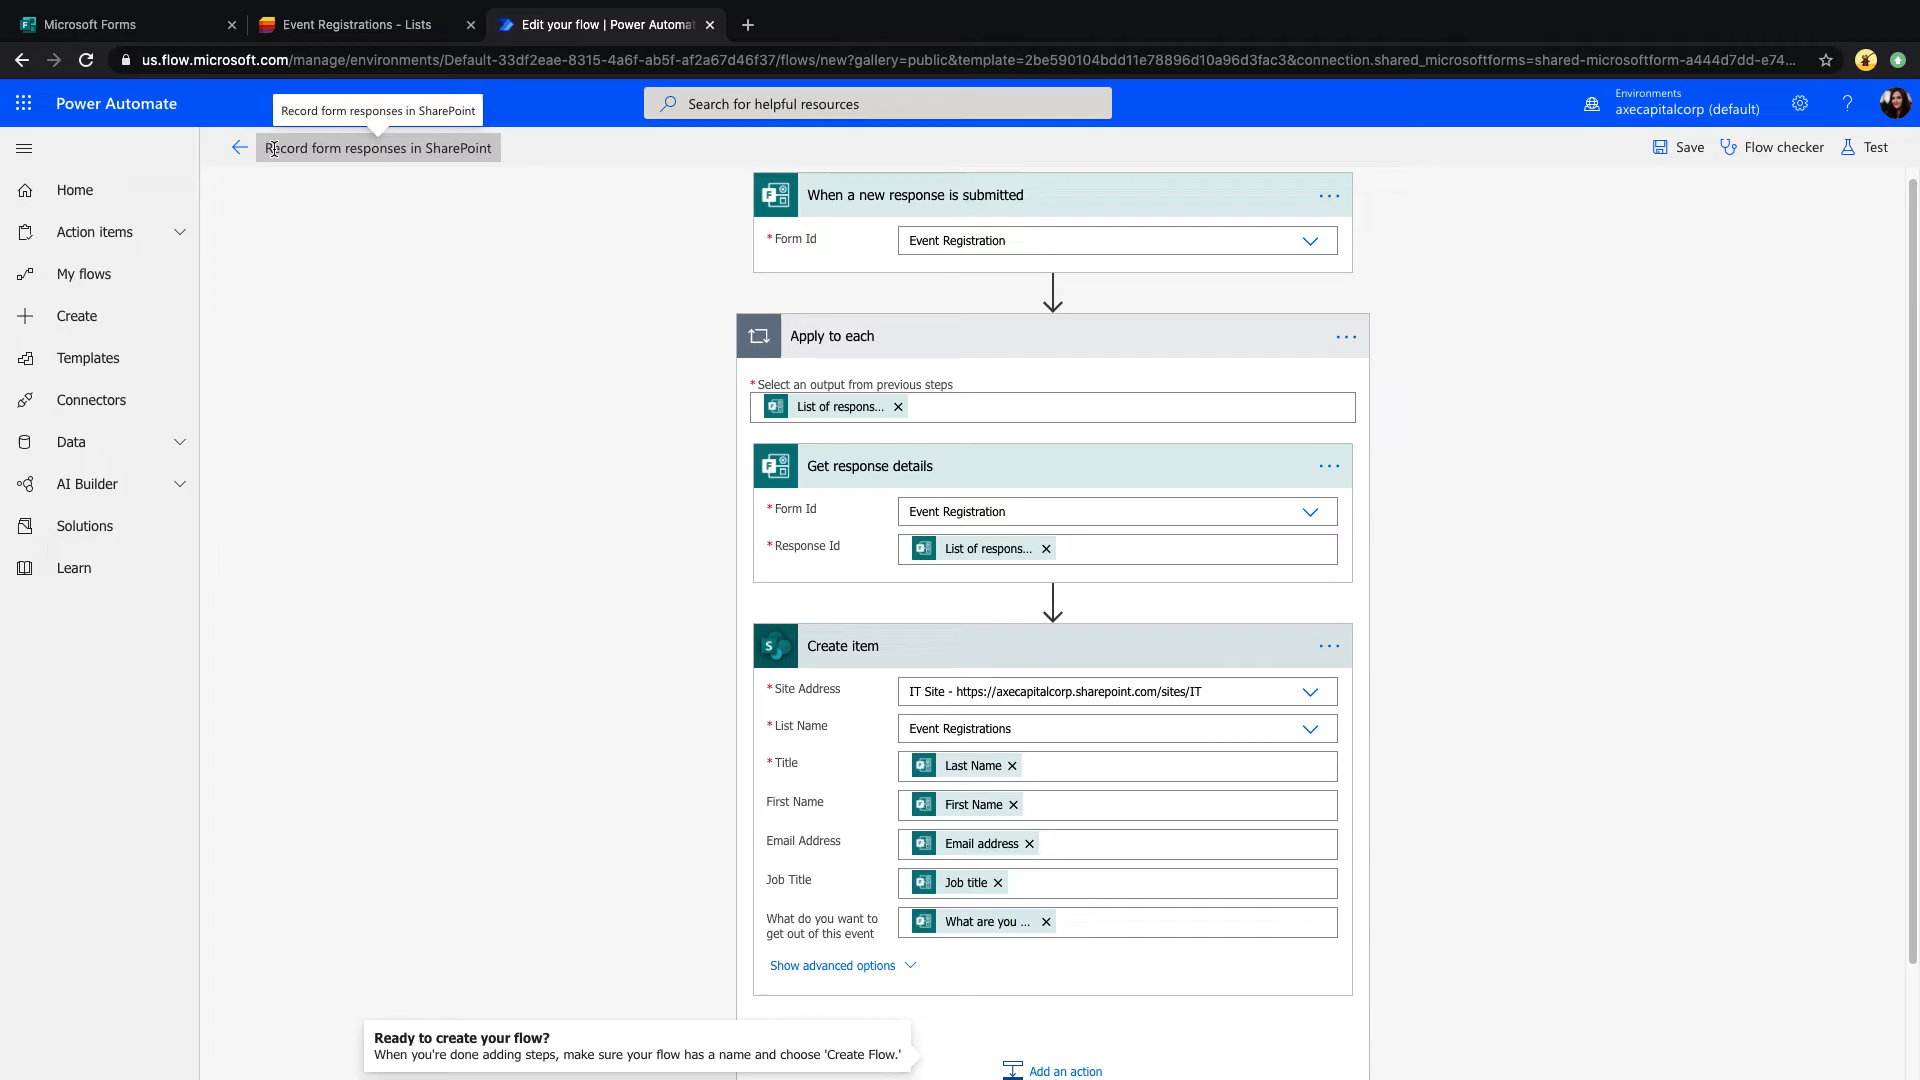 Microsoft Forms
Event Registrations - Lists
Edit your flow | Power Automat
us.flow.microsoft.com/manage/environments/Default-33df2eae-8315-4a6f-ab5f-af2a67d46f37/flows/new?gallery=public&template=2be590104bdd11e78896d10a96d3fac3&connection.shared_microsoftforms=shared-microsoftform-a444d7dd-e74...
Power Automate
Record form responses in SharePoint
Search for helpful resources
Environments
axecapitalcorp (default)
Record form responses in SharePoint
Save
Flow checker
Test
Home
Action items
My flows
Create
Templates
Connectors
Data
AI Builder
Solutions
Learn
When a new response is submitted
* Form Id
Event Registration
Apply to each
* Select an output from previous steps
List of respons...
Get response details
* Form Id
Event Registration
* Response Id
List of respons...
Create item
* Site Address
IT Site - https://axecapitalcorp.sharepoint.com/sites/IT
* List Name
Event Registrations
* Title
Last Name
First Name
First Name
Email Address
Email address
Job Title
Job title
What do you want to
get out of this event
What are you ...
Show advanced options
Ready to create your flow?
When you're done adding steps, make sure your flow has a name and choose 'Create Flow.'
Add an action